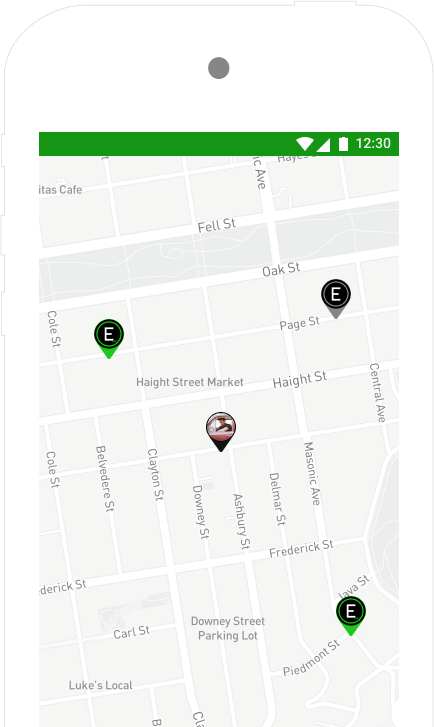 12:30
ic Ave
Hayes S
itas Cafe
Fell St
Oak St
E
Page St
Cole St
E
Haight Street Market
Haight St
Central Ave
Cole St
Belvedere St
Clayton St
Masonic Ave
Downey St
Ashbury St
Delmar St
Frederick St
derick St
Java St
E
Downey Street
Parking Lot
Carl St
Piedmont St
Luke's Local